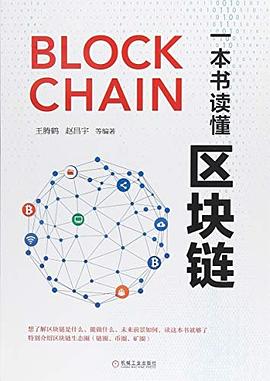 BLOCK
CHAIN
一本书读懂
区块链
王腾鹤 赵昌宇 等编著
想了解区块链是什么、能做什么、未来前景如何，读这本书就够了
特别介绍区块链生态圈（链圈、币圈、矿圈）
机械工业出版社